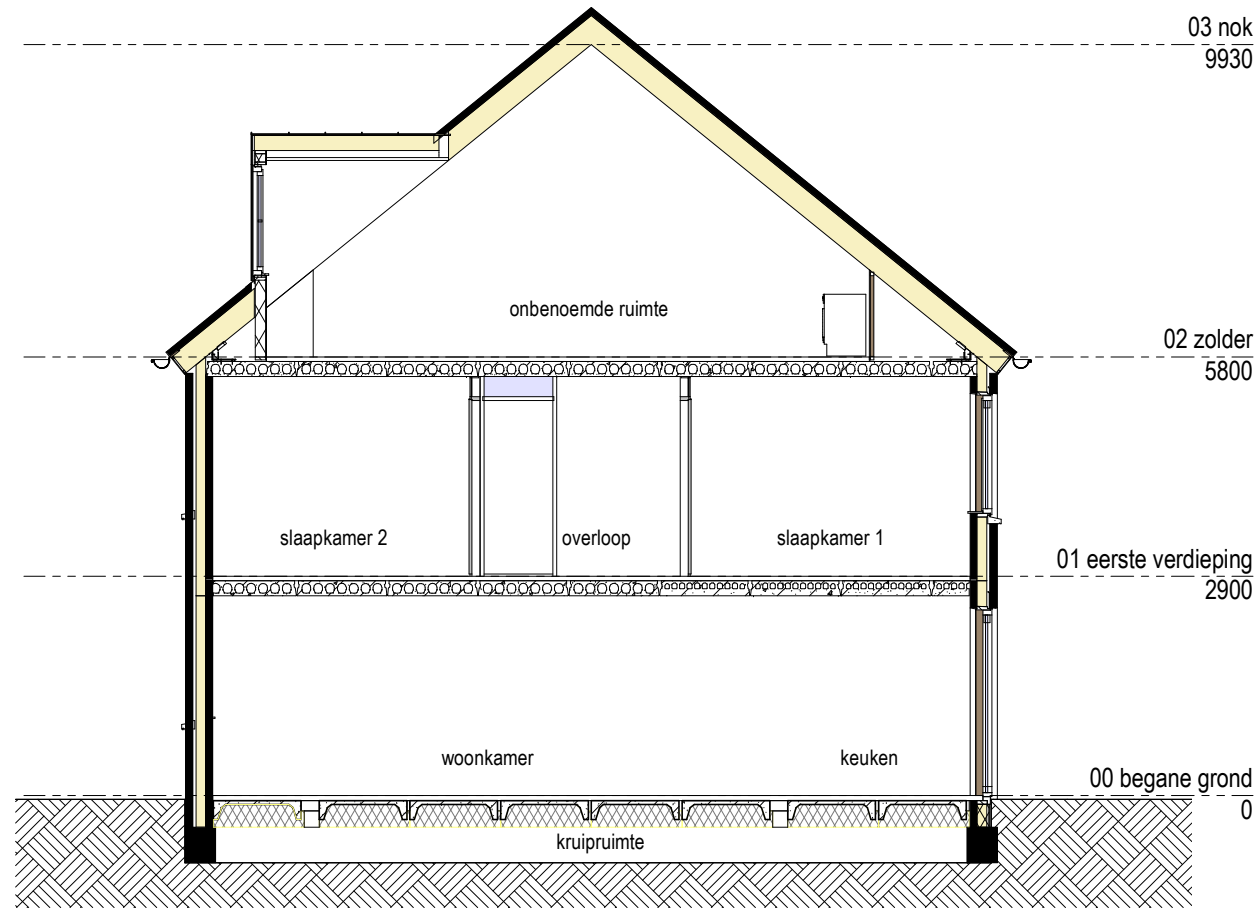 03 nok
9930
onbenoemde ruimte
02 zolder
5800
slaapkamer 2
overloop
slaapkamer 1
01 eerste verdieping
2900
woonkamer
keuken
00 begane grond
0
kruipruimte